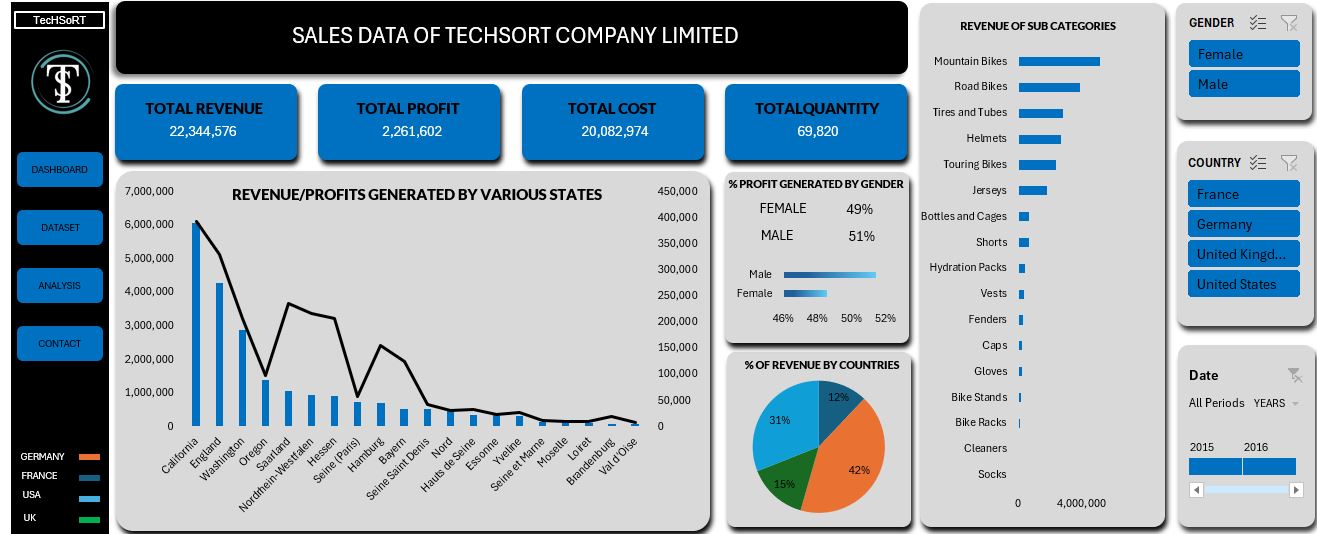 TecHSoRT
TS
DASHBOARD
DATASET
ANALYSIS
CONTACT
GERMANY
FRANCE
USA
UK
SALES DATA OF TECHSORT COMPANY LIMITED
TOTAL REVENUE
22,344,576
TOTAL PROFIT
2,261,602
TOTAL COST
20,082,974
TOTALQUANTITY
69,820
REVENUE/PROFITS GENERATED BY VARIOUS STATES
7,000,000
6,000,000
5,000,000
4,000,000
3,000,000
2,000,000
1,000,000
0
450,000
400,000
350,000
300,000
250,000
200,000
150,000
100,000
50,000
0
California
England
Washington
Oregon
Saarland
Nordrhein-Westfalen
Hessen
Seine (Paris)
Hamburg
Bayern
Seine Saint Denis
Nord
Hauts de Seine
Essonne
Yveline
Seine et Marne
Moselle
Loiret
Brandenburg
Val d'Oise
% PROFIT GENERATED BY GENDER
FEMALE 49%
MALE 51%
Male
Female
46% 48% 50% 52%
% OF REVENUE BY COUNTRIES
12%
31%
42%
15%
REVENUE OF SUB CATEGORIES
Mountain Bikes
Road Bikes
Tires and Tubes
Helmets
Touring Bikes
Jerseys
Bottles and Cages
Shorts
Hydration Packs
Vests
Fenders
Caps
Gloves
Bike Stands
Bike Racks
Cleaners
Socks
0 4,000,000
GENDER
Female
Male
COUNTRY
France
Germany
United Kingd...
United States
Date
All Periods YEARS
2015 2016